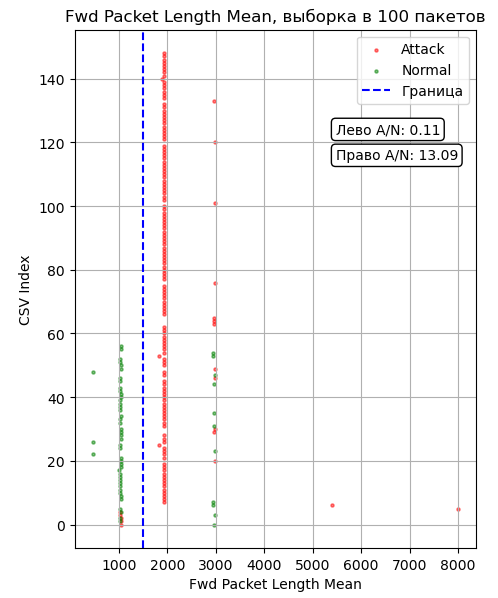 Fwd Packet Length Mean, выборка в 100 пакетов
Attack
Normal
Граница
Лево A/N: 0.11
Право A/N: 13.09
CSV Index
140
120
100
80
60
40
20
0
1000 2000 3000 4000 5000 6000 7000 8000
Fwd Packet Length Mean